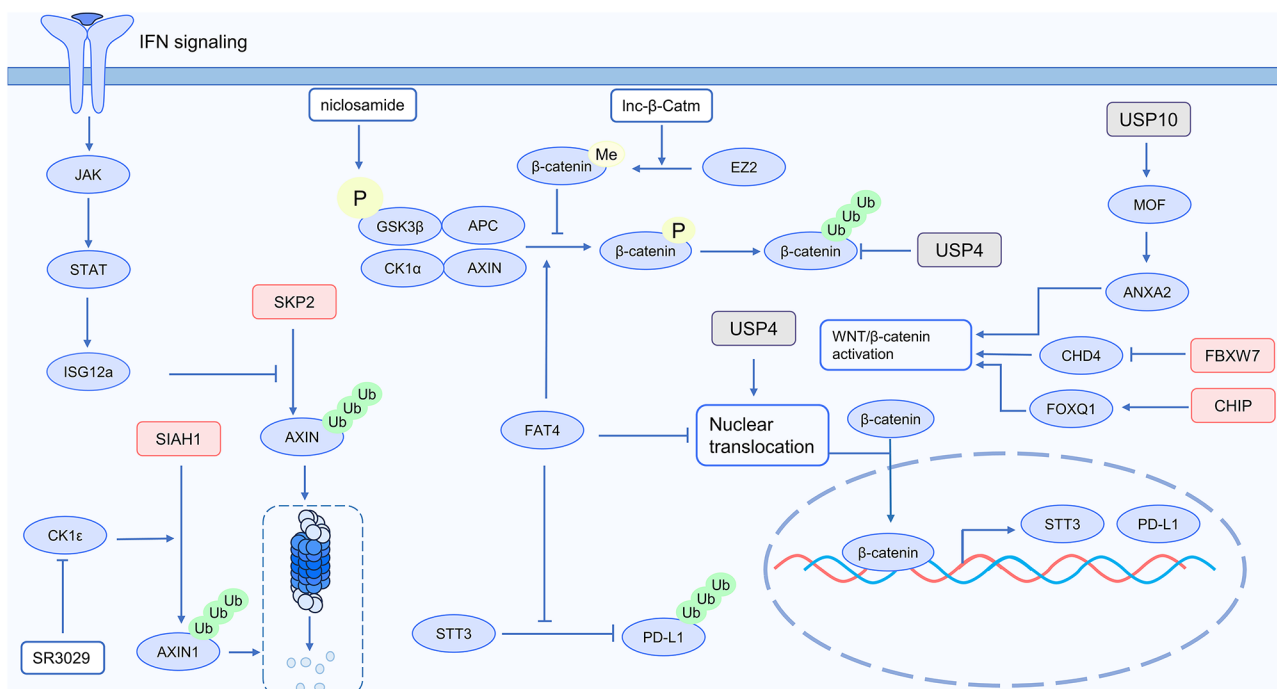 IFN signaling
niclosamide
lnc-β-Catm
USP10
β-catenin
Me
EZ2
JAK
P
GSK3β
APC
MOF
β-catenin
P
β-catenin
Ub
Ub
Ub
USP4
STAT
CK1α
AXIN
ANXA2
SKP2
USP4
WNT/β-catenin
activation
CHD4
FBXW7
ISG12a
AXIN
Ub
Ub
Ub
FOXQ1
CHIP
SIAH1
FAT4
Nuclear
translocation
β-catenin
CK1ε
β-catenin
STT3
PD-L1
AXIN1
Ub
Ub
Ub
SR3029
STT3
PD-L1
Ub
Ub
Ub